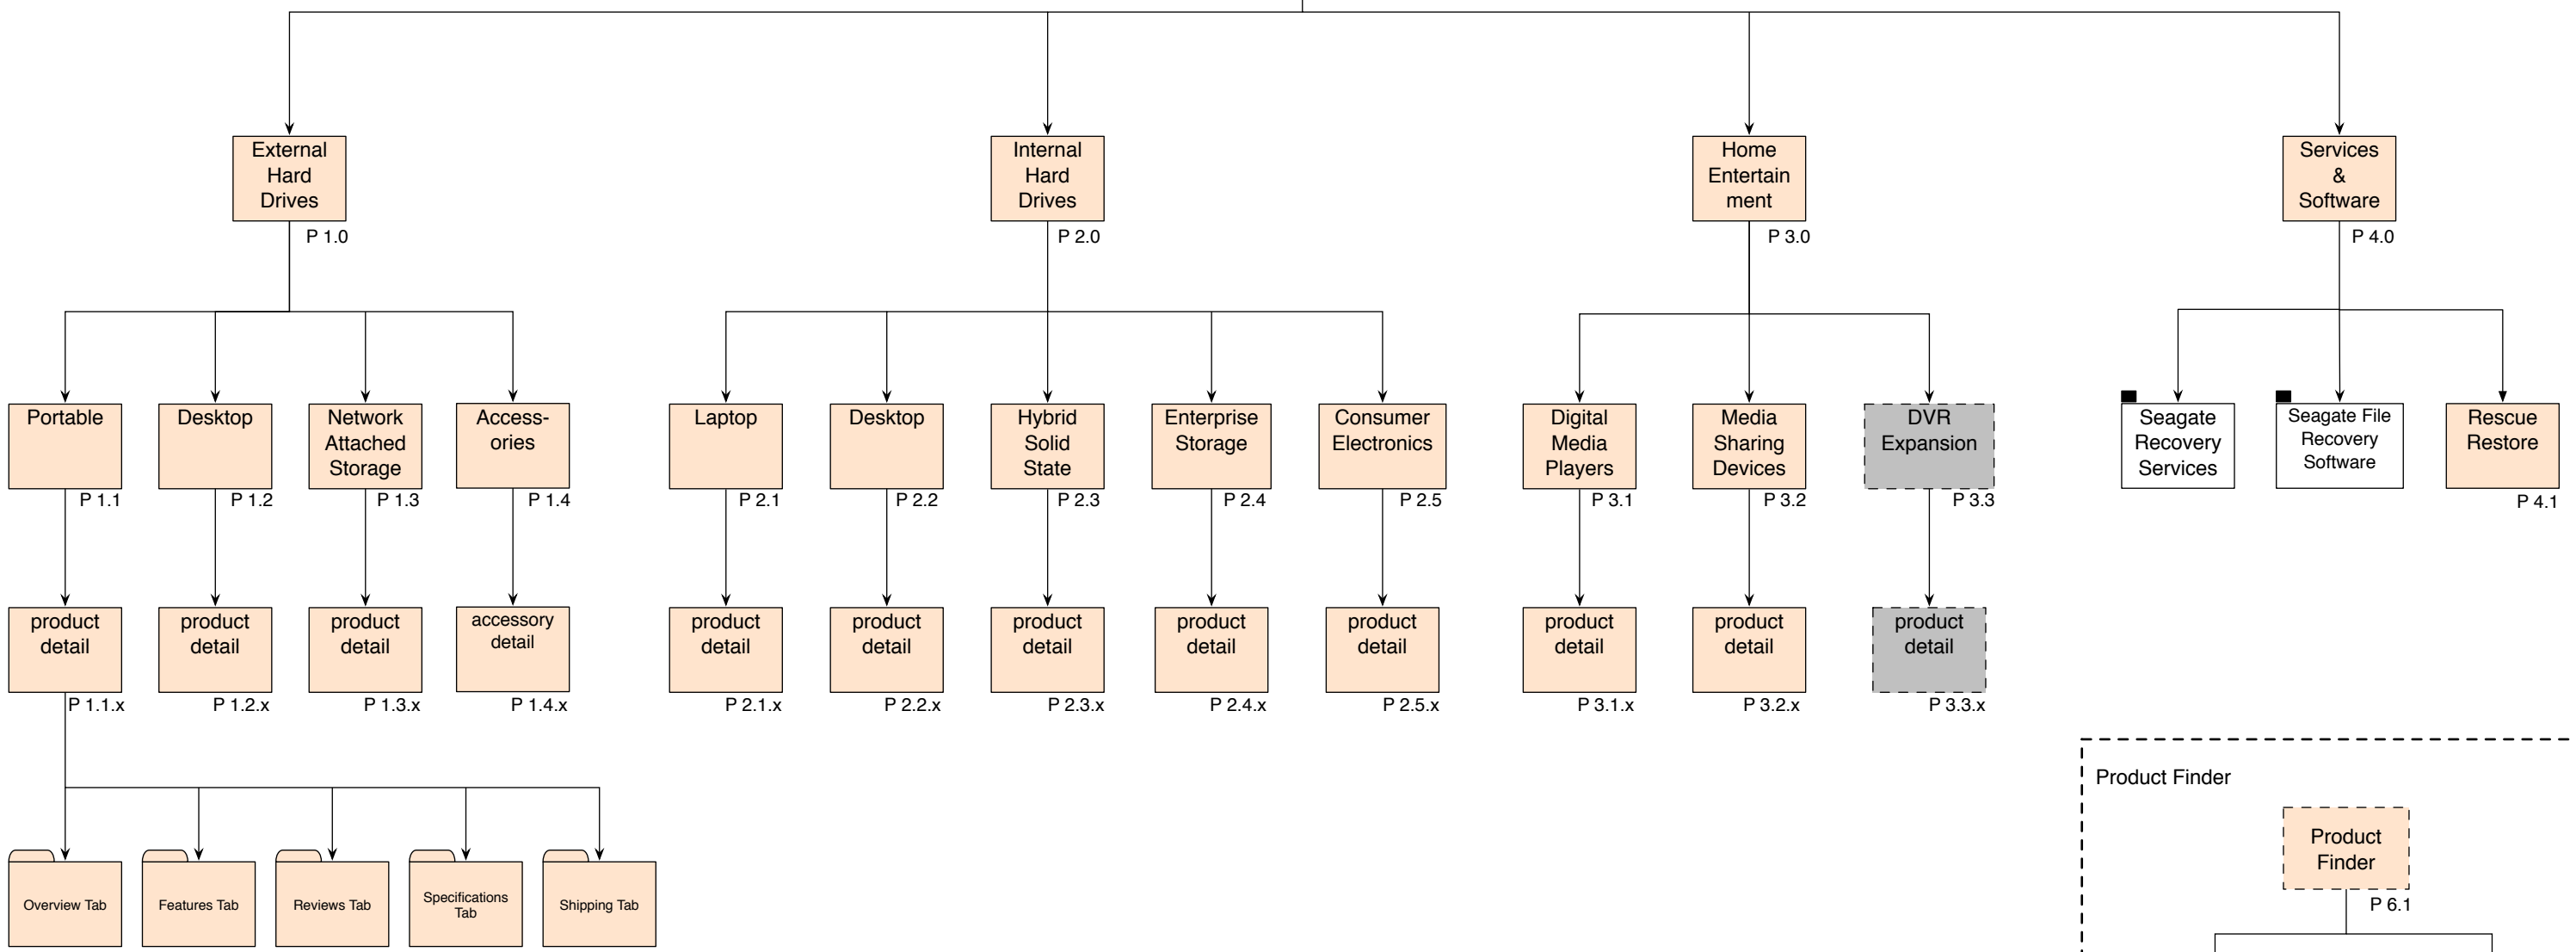 External
Hard
Drives
P 1.0
Internal
Hard
Drives
P 2.0
Home
Entertain
ment
P 3.0
Services
&
Software
P 4.0
Portable
P 1.1
Desktop
P 1.2
Network
Attached
Storage
P 1.3
Access-
ories
P 1.4
Laptop
P 2.1
Desktop
P 2.2
Hybrid
Solid
State
P 2.3
Enterprise
Storage
P 2.4
Consumer
Electronics
P 2.5
Digital
Media
Players
P 3.1
Media
Sharing
Devices
P 3.2
DVR
Expansion
P 3.3
Seagate
Recovery
Services
Seagate File
Recovery
Software
Rescue
Restore
P 4.1
product
detail
P 1.1.x
product
detail
P 1.2.x
product
detail
P 1.3.x
accessory
detail
P 1.4.x
product
detail
P 2.1.x
product
detail
P 2.2.x
product
detail
P 2.3.x
product
detail
P 2.4.x
product
detail
P 2.5.x
product
detail
P 3.1.x
product
detail
P 3.2.x
product
detail
P 3.3.x
Overview Tab
Features Tab
Reviews Tab
Specifications
Tab
Shipping Tab
Product Finder
Product
Finder
P 6.1